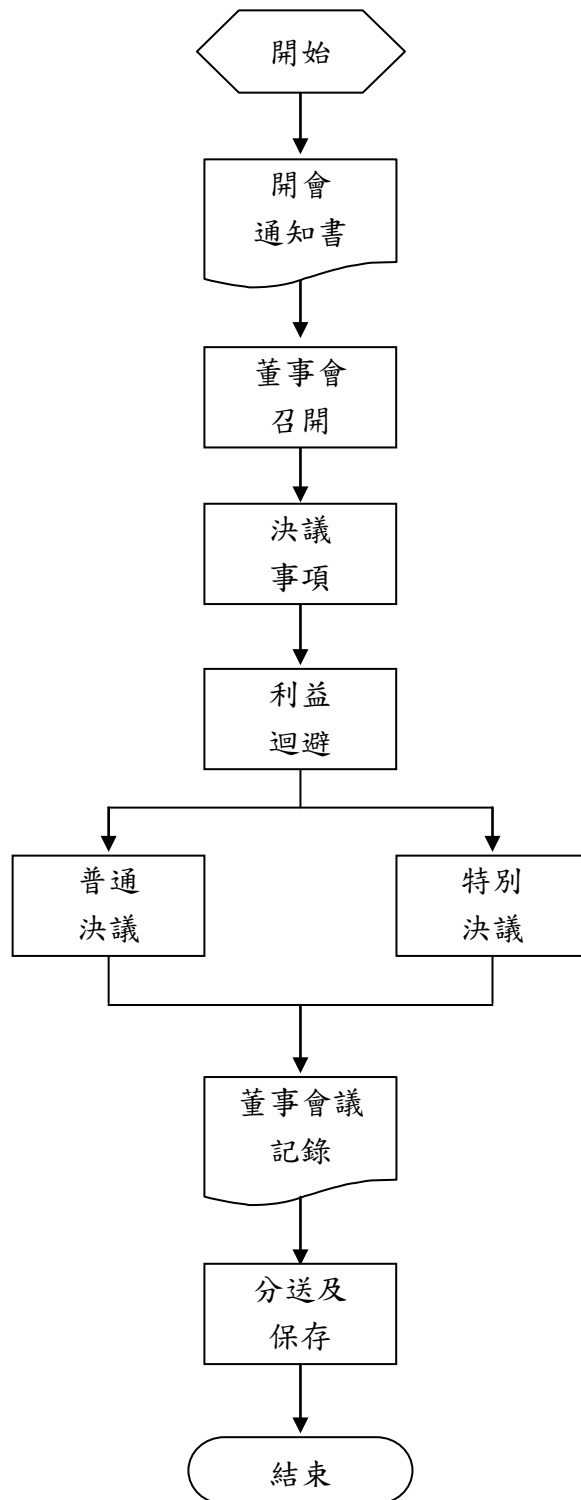 開始
開會
通知書
董事會
召開
決議
事項
利益
迴避
普通
決議
特別
決議
董事會議
記錄
分送及
保存
結束